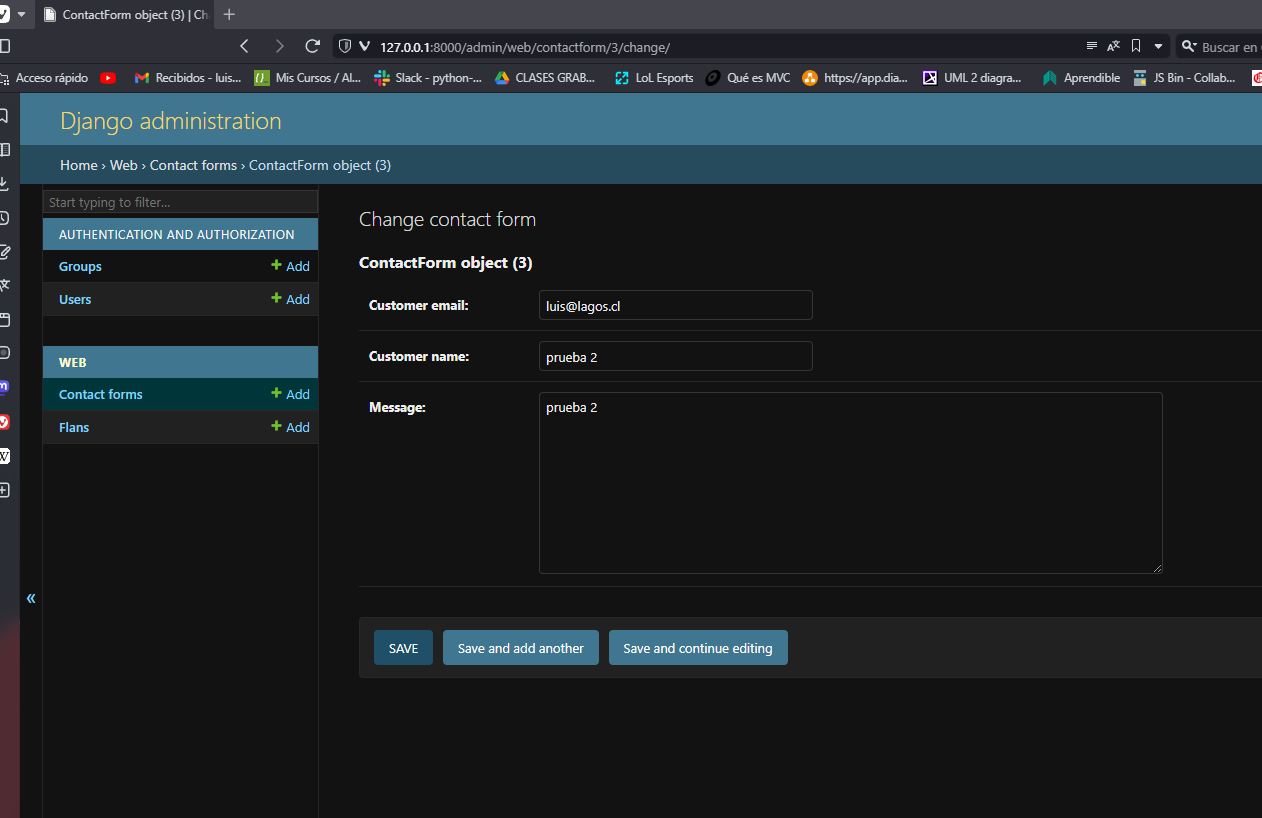 ContactForm object (3) | Ch
127.0.0.1:8000/admin/web/contactform/3/change/
Buscar en
Acceso rápido
Recibidos - luis...
Mis Cursos / Al...
Slack - python-...
CLASES GRAB...
LoL Esports
Qué es MVC
https://app.dia...
UML 2 diagra...
Aprendible
JS Bin - Collab...
Django administration
Home › Web › Contact forms › ContactForm object (3)
Start typing to filter...
AUTHENTICATION AND AUTHORIZATION
Groups + Add
Users + Add
WEB
Contact forms + Add
Flans + Add
«
Change contact form
ContactForm object (3)
Customer email: luis@lagos.cl
Customer name: prueba 2
Message: prueba 2
SAVE
Save and add another
Save and continue editing